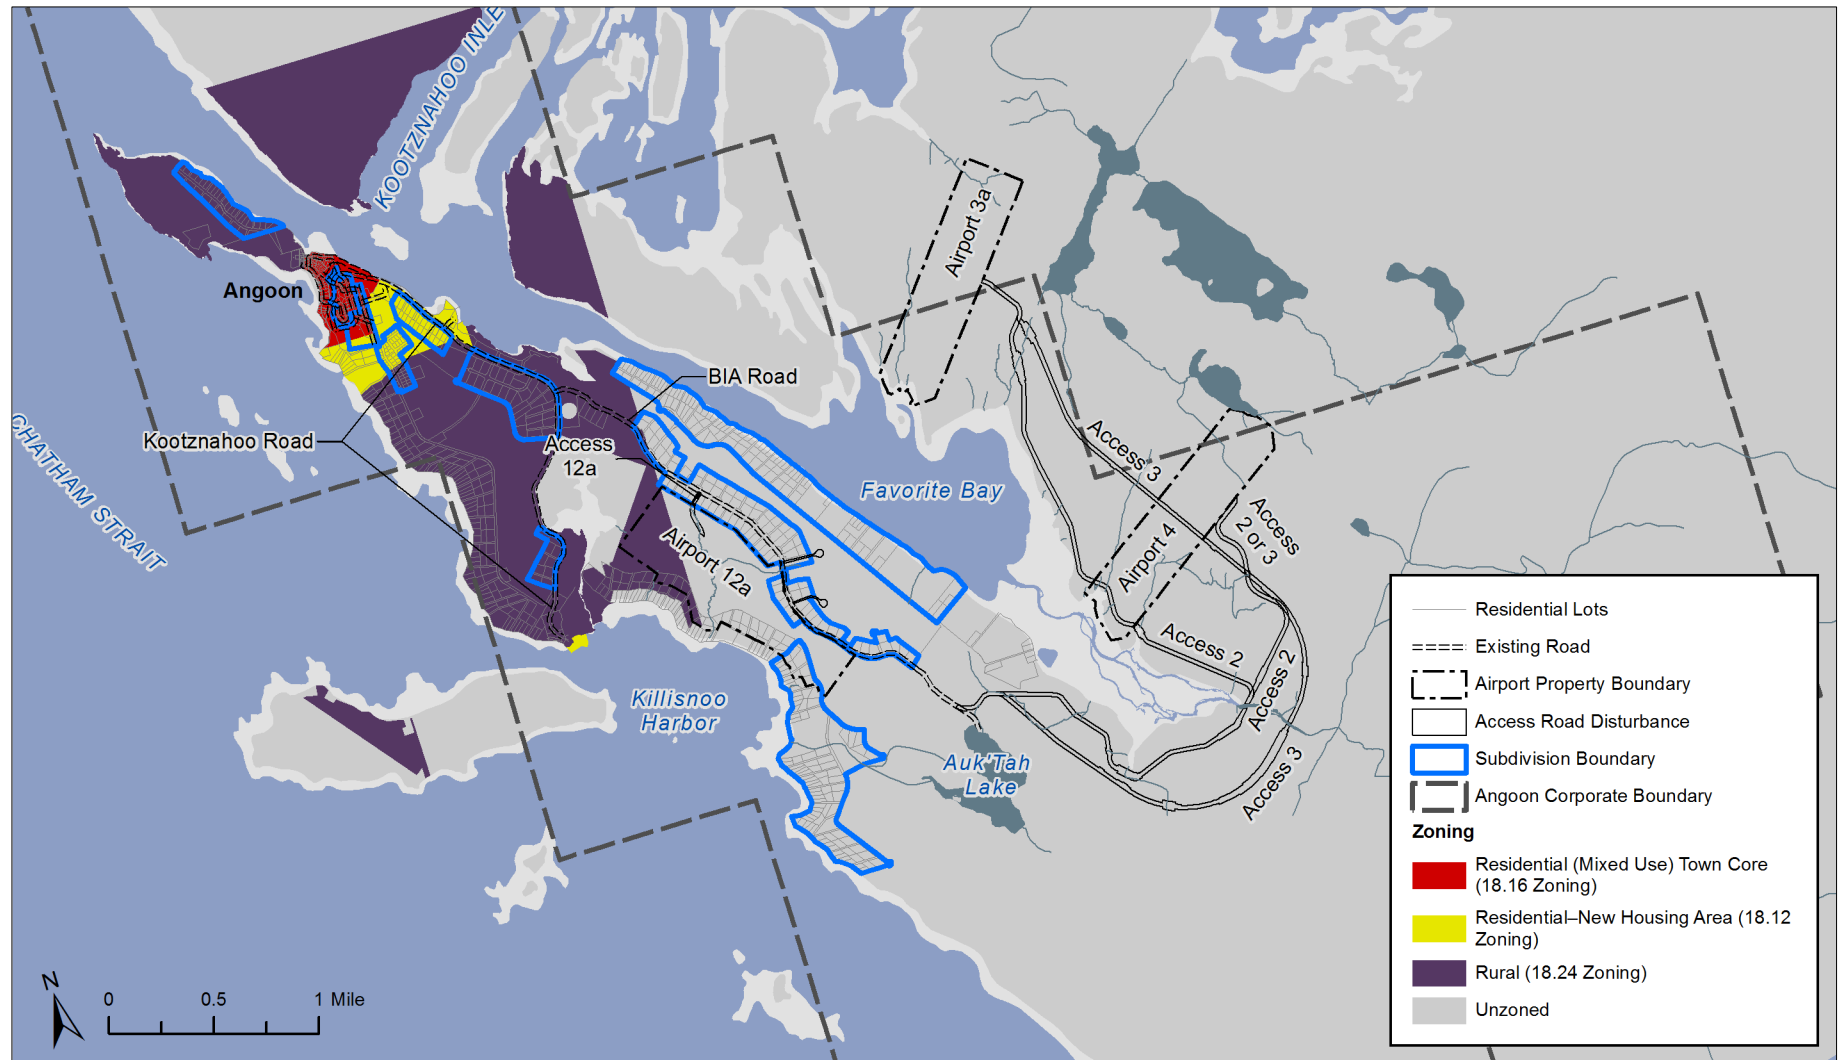 KOOTZNAHOO INLE
Airport 3a
Angoon
BIA Road
Kootznahoo Road
Access
12a
CHATHAM STRAIT
Favorite Bay
Access 3
Airport 12a
Airport 4
Access
2 or 3
Access 2
Access 2
Killisnoo
Harbor
Auk'Tah
Lake
Access 3
Residential Lots
Existing Road
Airport Property Boundary
Access Road Disturbance
Subdivision Boundary
Angoon Corporate Boundary
Zoning
Residential (Mixed Use) Town Core
(18.16 Zoning)
Residential–New Housing Area (18.12
Zoning)
Rural (18.24 Zoning)
Unzoned
N
0 0.5 1 Mile